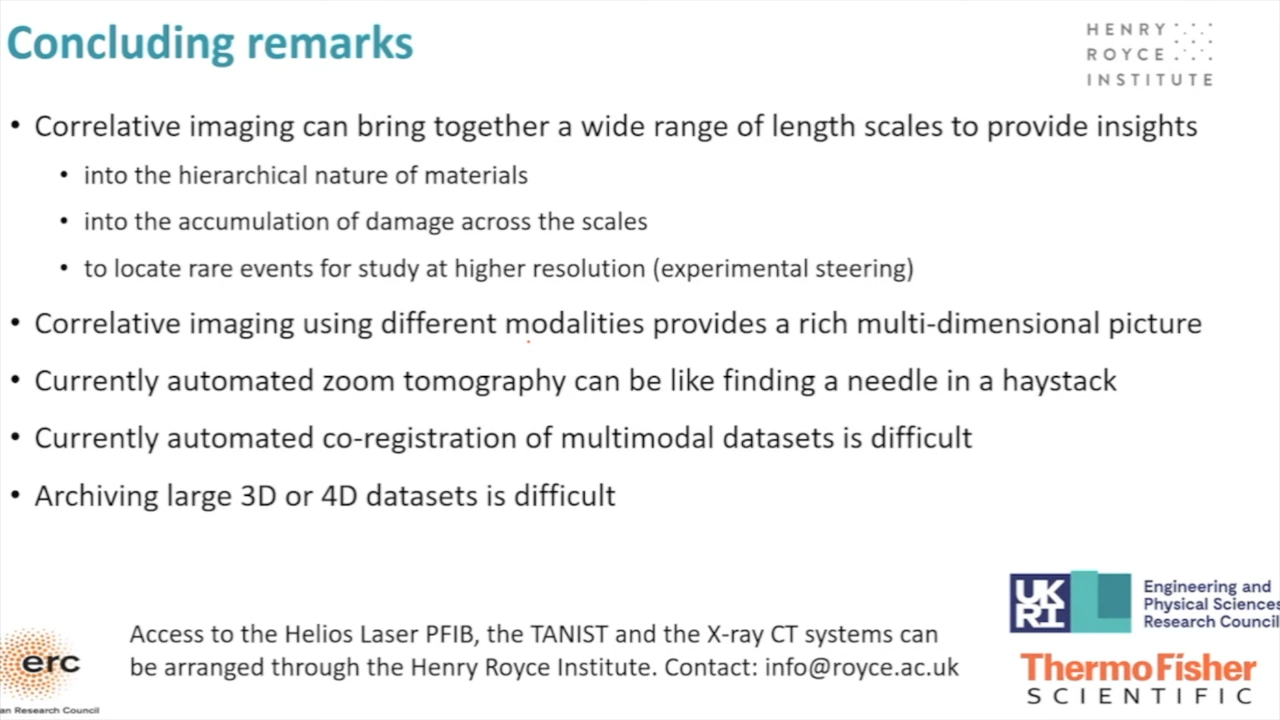 Concluding remarks
HENRY
ROYCE
INSTITUTE
• Correlative imaging can bring together a wide range of length scales to provide insights
• into the hierarchical nature of materials
• into the accumulation of damage across the scales
• to locate rare events for study at higher resolution (experimental steering)
• Correlative imaging using different modalities provides a rich multi-dimensional picture
• Currently automated zoom tomography can be like finding a needle in a haystack
• Currently automated co-registration of multimodal datasets is difficult
• Archiving large 3D or 4D datasets is difficult
UK
RI
Engineering and
Physical Sciences
Research Council
Access to the Helios Laser PFIB, the TANIST and the X-ray CT systems can
be arranged through the Henry Royce Institute. Contact: info@royce.ac.uk
erc
an Research Council
ThermoFisher
SCIENTIFIC